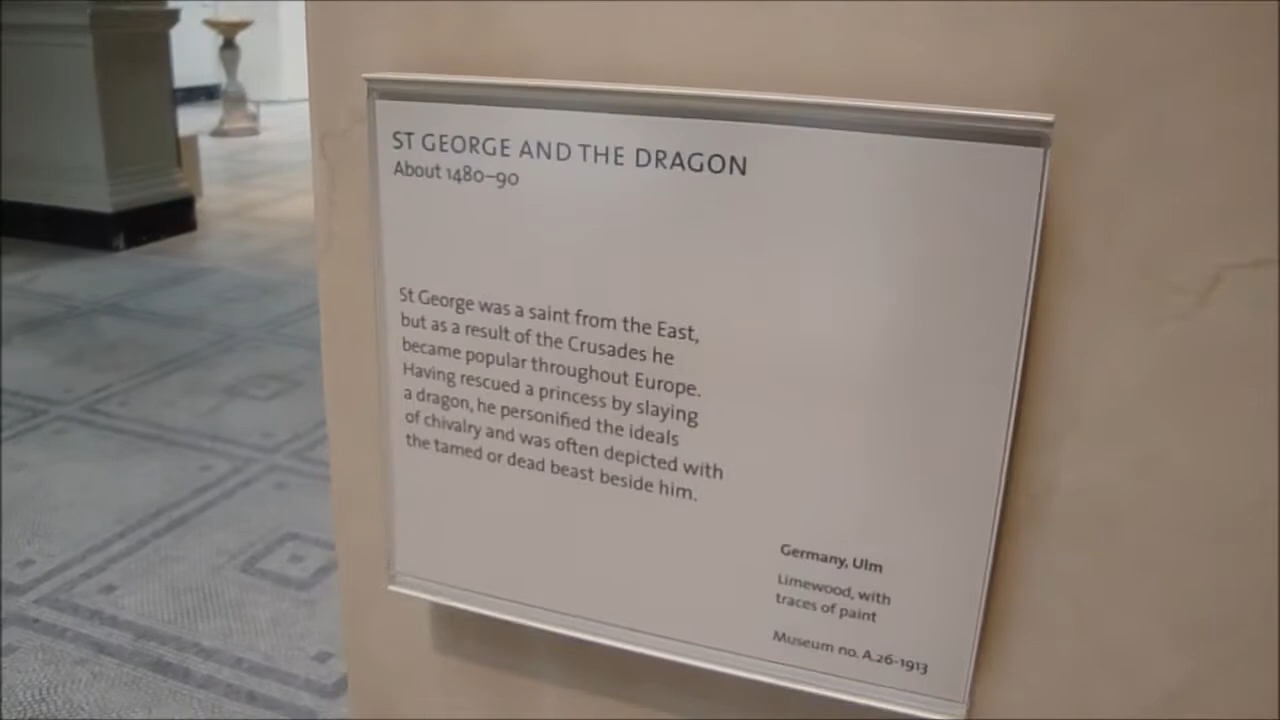 ST GEORGE AND THE DRAGON
About 1480–90
St George was a saint from the East,
but as a result of the Crusades he
became popular throughout Europe.
Having rescued a princess by slaying
a dragon, he personified the ideals
of chivalry and was often depicted with
the tamed or dead beast beside him.
Germany, Ulm
Limewood, with
traces of paint
Museum no. A.26-1913